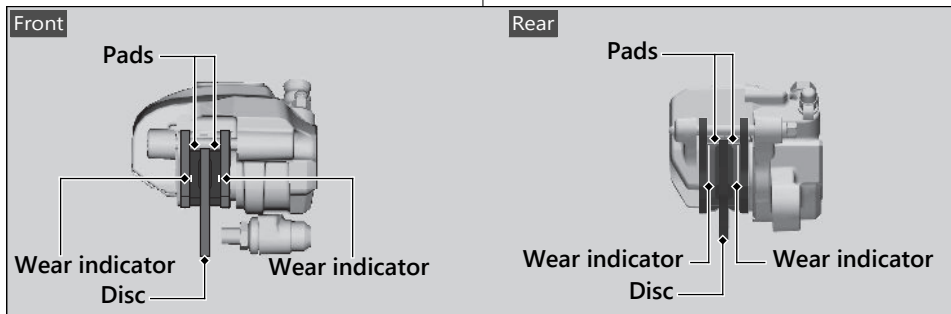 Front
Pads
Wear indicator
Wear indicator
Disc
Rear
Pads
Wear indicator
Wear indicator
Disc